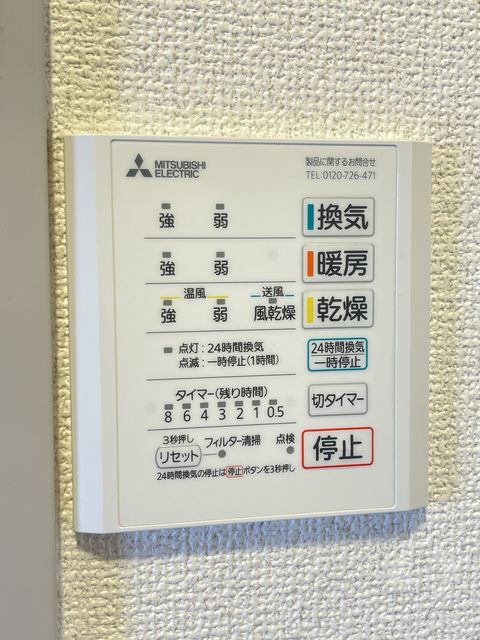 MITSUBISHI
ELECTRIC
製品に関するお問合せ
TEL:0120-726-471
強 弱 換気
強 弱 暖房
温風 送風
強 弱 風乾燥 乾燥
点灯:24時間換気
点滅:一時停止(1時間)
24時間換気
一時停止
タイマー(残り時間)
8 6 4 3 2 1 0.5
切タイマー
3秒押し
リセット フィルター清掃 点検
停止
24時間換気の停止は停止ボタンを3秒押し